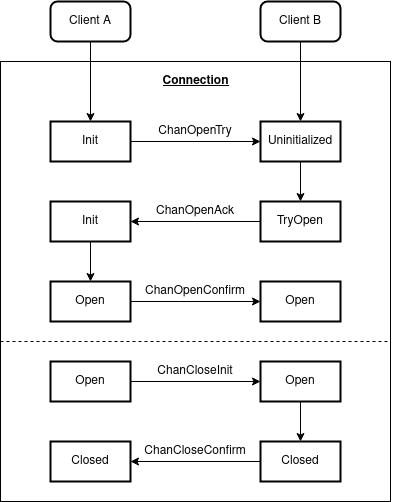 Client A
Client B
Connection
Init
ChanOpenTry
Uninitialized
Init
ChanOpenAck
TryOpen
Open
ChanOpenConfirm
Open
Open
ChanCloseInit
Open
Closed
ChanCloseConfirm
Closed